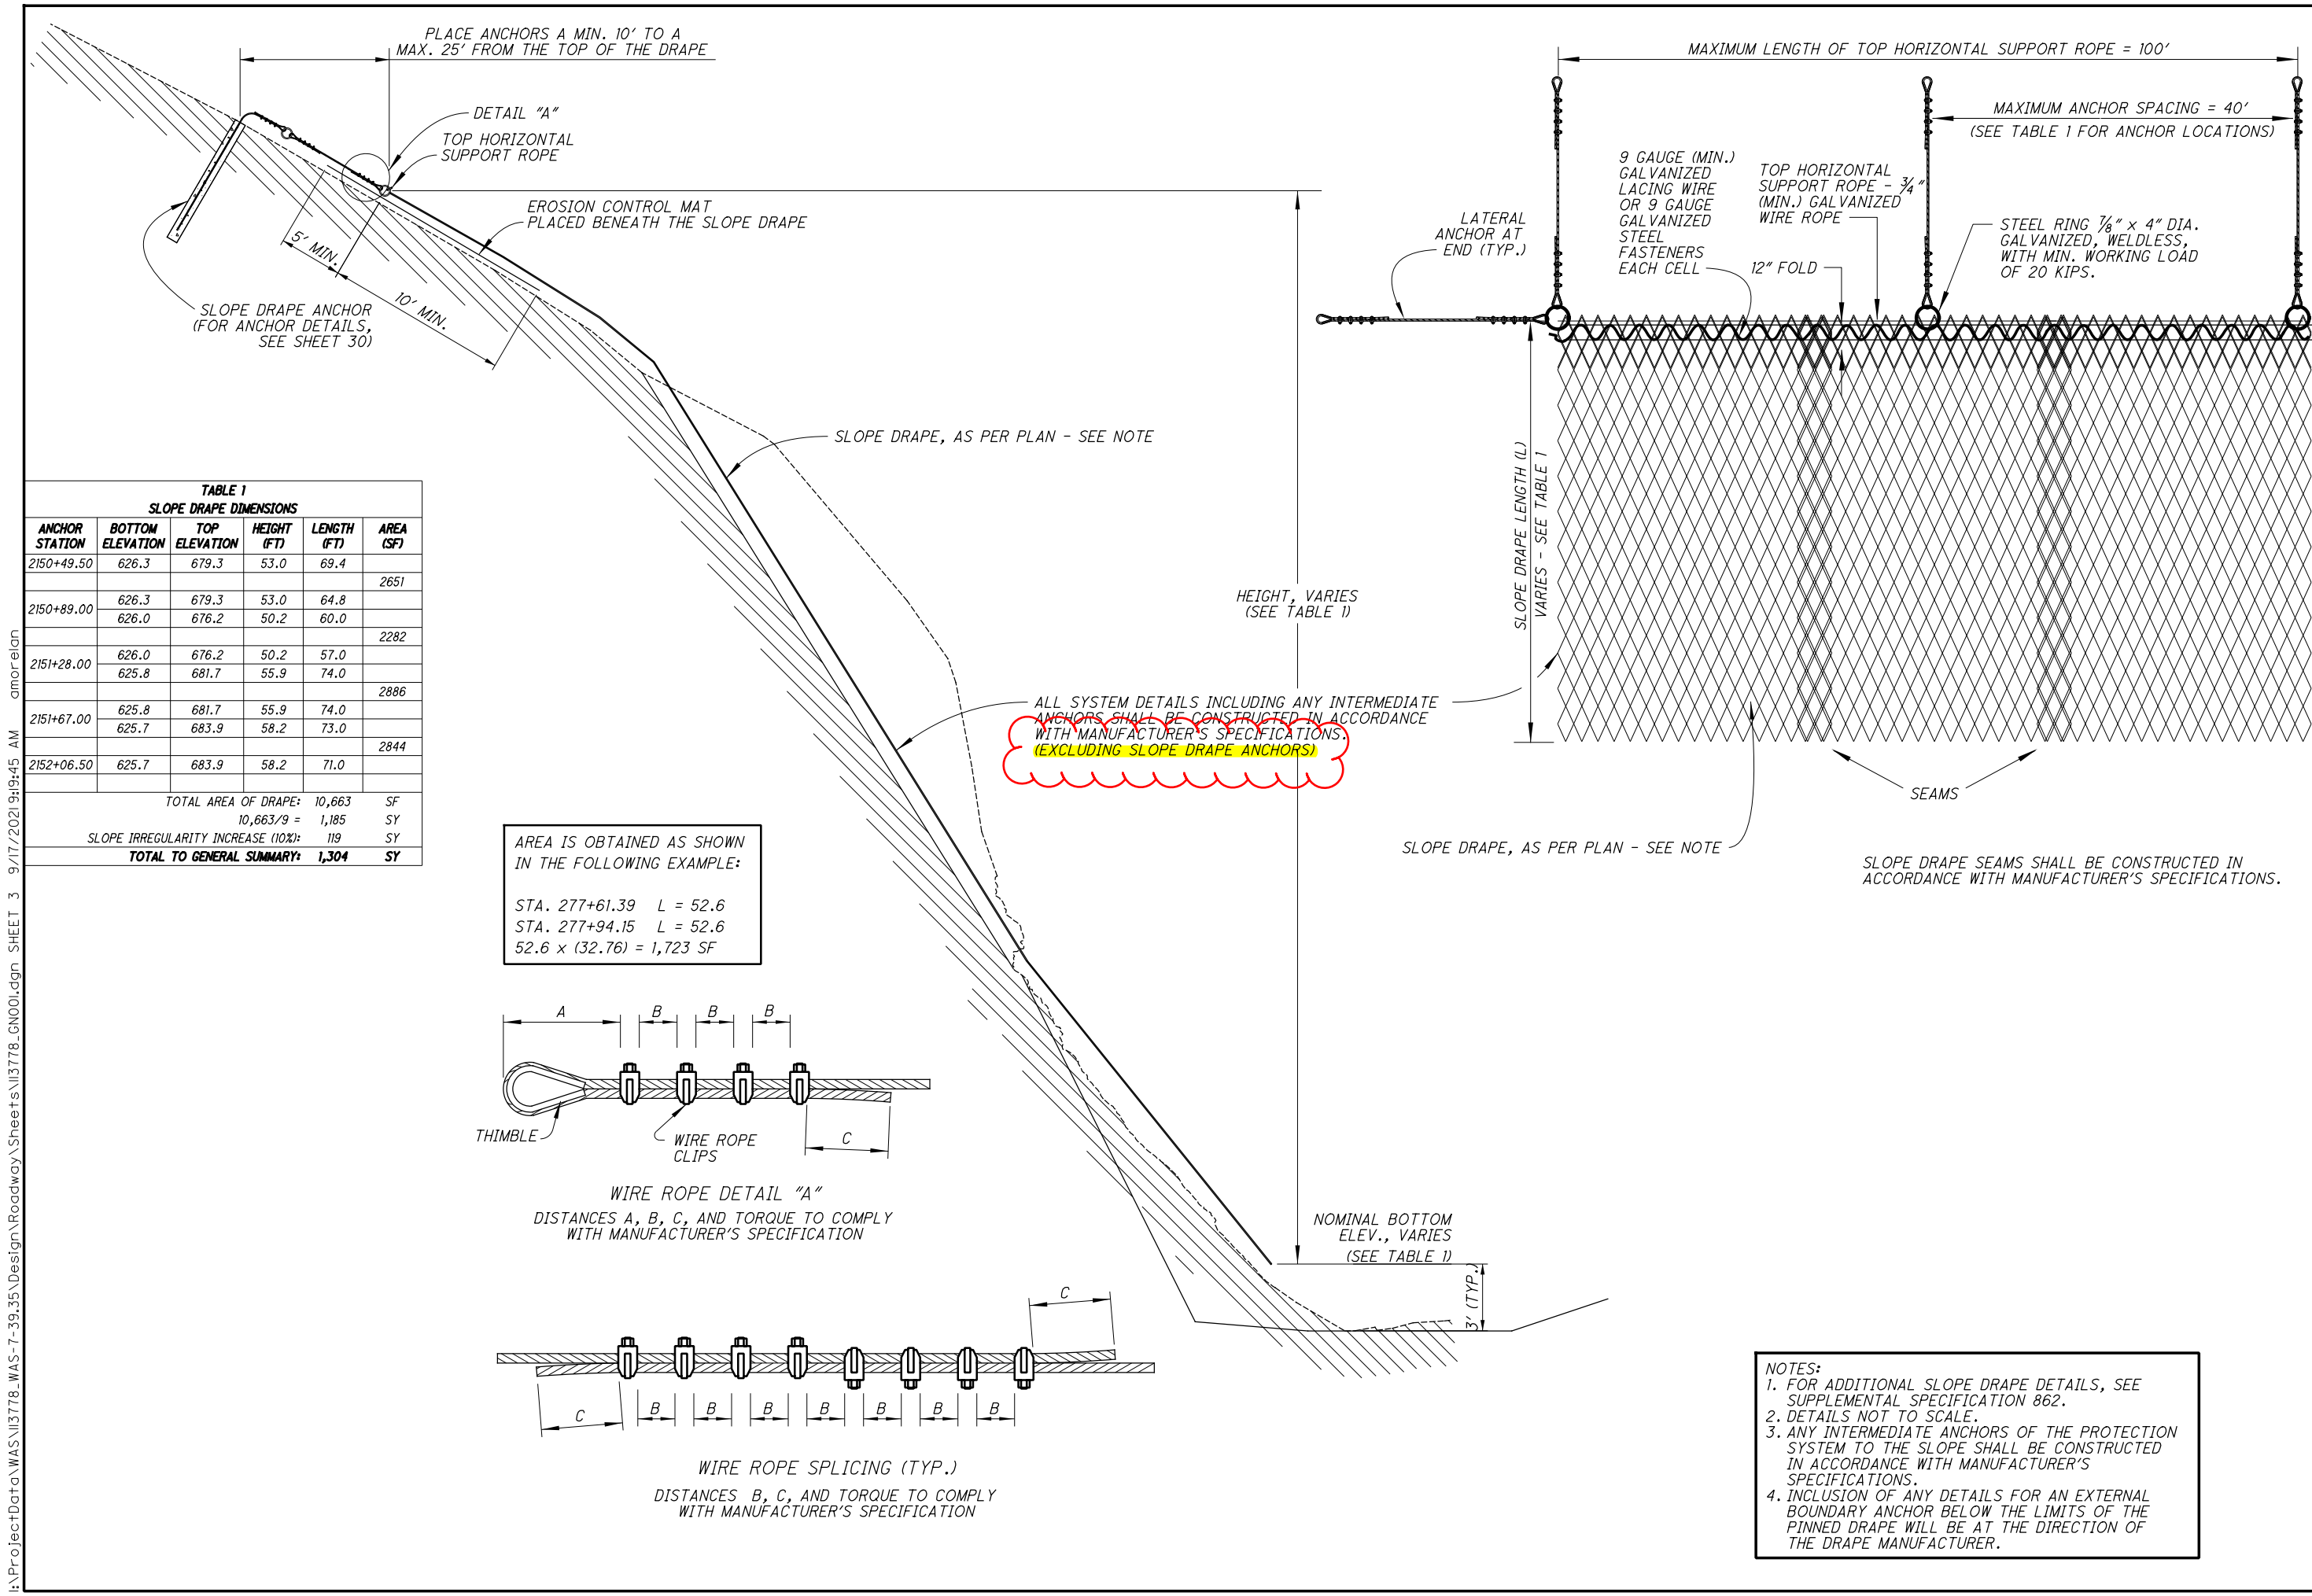 PLACE ANCHORS A MIN. 10' TO A
MAX. 25' FROM THE TOP OF THE DRAPE
DETAIL "A"
TOP HORIZONTAL
SUPPORT ROPE
EROSION CONTROL MAT
PLACED BENEATH THE SLOPE DRAPE
5' MIN.
10' MIN.
SLOPE DRAPE ANCHOR
(FOR ANCHOR DETAILS,
SEE SHEET 30)
SLOPE DRAPE, AS PER PLAN - SEE NOTE
MAXIMUM LENGTH OF TOP HORIZONTAL SUPPORT ROPE = 100'
MAXIMUM ANCHOR SPACING = 40'
(SEE TABLE 1 FOR ANCHOR LOCATIONS)
9 GAUGE (MIN.)
GALVANIZED
LACING WIRE
OR 9 GAUGE
GALVANIZED
STEEL
FASTENERS
EACH CELL
TOP HORIZONTAL
SUPPORT ROPE - 3/4"
(MIN.) GALVANIZED
WIRE ROPE
12" FOLD
STEEL RING 7/8" x 4" DIA.
GALVANIZED, WELDLESS,
WITH MIN. WORKING LOAD
OF 20 KIPS.
LATERAL
ANCHOR AT
END (TYP.)
SLOPE DRAPE LENGTH (L)
VARIES - SEE TABLE 1
TABLE 1
SLOPE DRAPE DIMENSIONS
ANCHOR STATION BOTTOM ELEVATION TOP ELEVATION HEIGHT (FT) LENGTH (FT) AREA (SF)
2150+49.50 626.3 679.3 53.0 69.4
2651
2150+89.00 626.3 679.3 53.0 64.8
626.0 676.2 50.2 60.0
2282
2151+28.00 626.0 676.2 50.2 57.0
625.8 681.7 55.9 74.0
2886
2151+67.00 625.8 681.7 55.9 74.0
625.7 683.9 58.2 73.0
2844
2152+06.50 625.7 683.9 58.2 71.0
TOTAL AREA OF DRAPE: 10,663 SF
10,663/9 = 1,185 SY
SLOPE IRREGULARITY INCREASE (10%): 119 SY
TOTAL TO GENERAL SUMMARY: 1,304 SY
HEIGHT, VARIES
(SEE TABLE 1)
ALL SYSTEM DETAILS INCLUDING ANY INTERMEDIATE
ANCHORS SHALL BE CONSTRUCTED IN ACCORDANCE
WITH MANUFACTURER'S SPECIFICATIONS.
(EXCLUDING SLOPE DRAPE ANCHORS)
SEAMS
SLOPE DRAPE, AS PER PLAN - SEE NOTE
SLOPE DRAPE SEAMS SHALL BE CONSTRUCTED IN
ACCORDANCE WITH MANUFACTURER'S SPECIFICATIONS.
AREA IS OBTAINED AS SHOWN
IN THE FOLLOWING EXAMPLE:
STA. 277+61.39 L = 52.6
STA. 277+94.15 L = 52.6
52.6 x (32.76) = 1,723 SF
A B B B
THIMBLE
WIRE ROPE
CLIPS
C
WIRE ROPE DETAIL "A"
DISTANCES A, B, C, AND TORQUE TO COMPLY
WITH MANUFACTURER'S SPECIFICATION
NOMINAL BOTTOM
ELEV., VARIES
(SEE TABLE 1)
3' (TYP.)
C
C B B B B B B B
WIRE ROPE SPLICING (TYP.)
DISTANCES B, C, AND TORQUE TO COMPLY
WITH MANUFACTURER'S SPECIFICATION
NOTES:
1. FOR ADDITIONAL SLOPE DRAPE DETAILS, SEE
SUPPLEMENTAL SPECIFICATION 862.
2. DETAILS NOT TO SCALE.
3. ANY INTERMEDIATE ANCHORS OF THE PROTECTION
SYSTEM TO THE SLOPE SHALL BE CONSTRUCTED
IN ACCORDANCE WITH MANUFACTURER'S
SPECIFICATIONS.
4. INCLUSION OF ANY DETAILS FOR AN EXTERNAL
BOUNDARY ANCHOR BELOW THE LIMITS OF THE
PINNED DRAPE WILL BE AT THE DIRECTION OF
THE DRAPE MANUFACTURER.
I:\ProjectData\WAS\113778_WAS-7-39.35\Design\Roadway\Sheets\113778_GN001.dgn SHEET 3 9/17/2021 9:19:45 AM amorelan